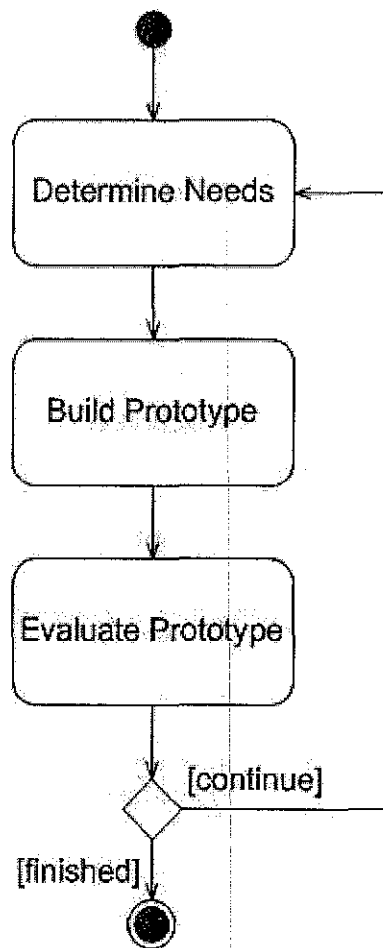 Determine Needs
Build Prototype
Evaluate Prototype
[continue]
[finished]